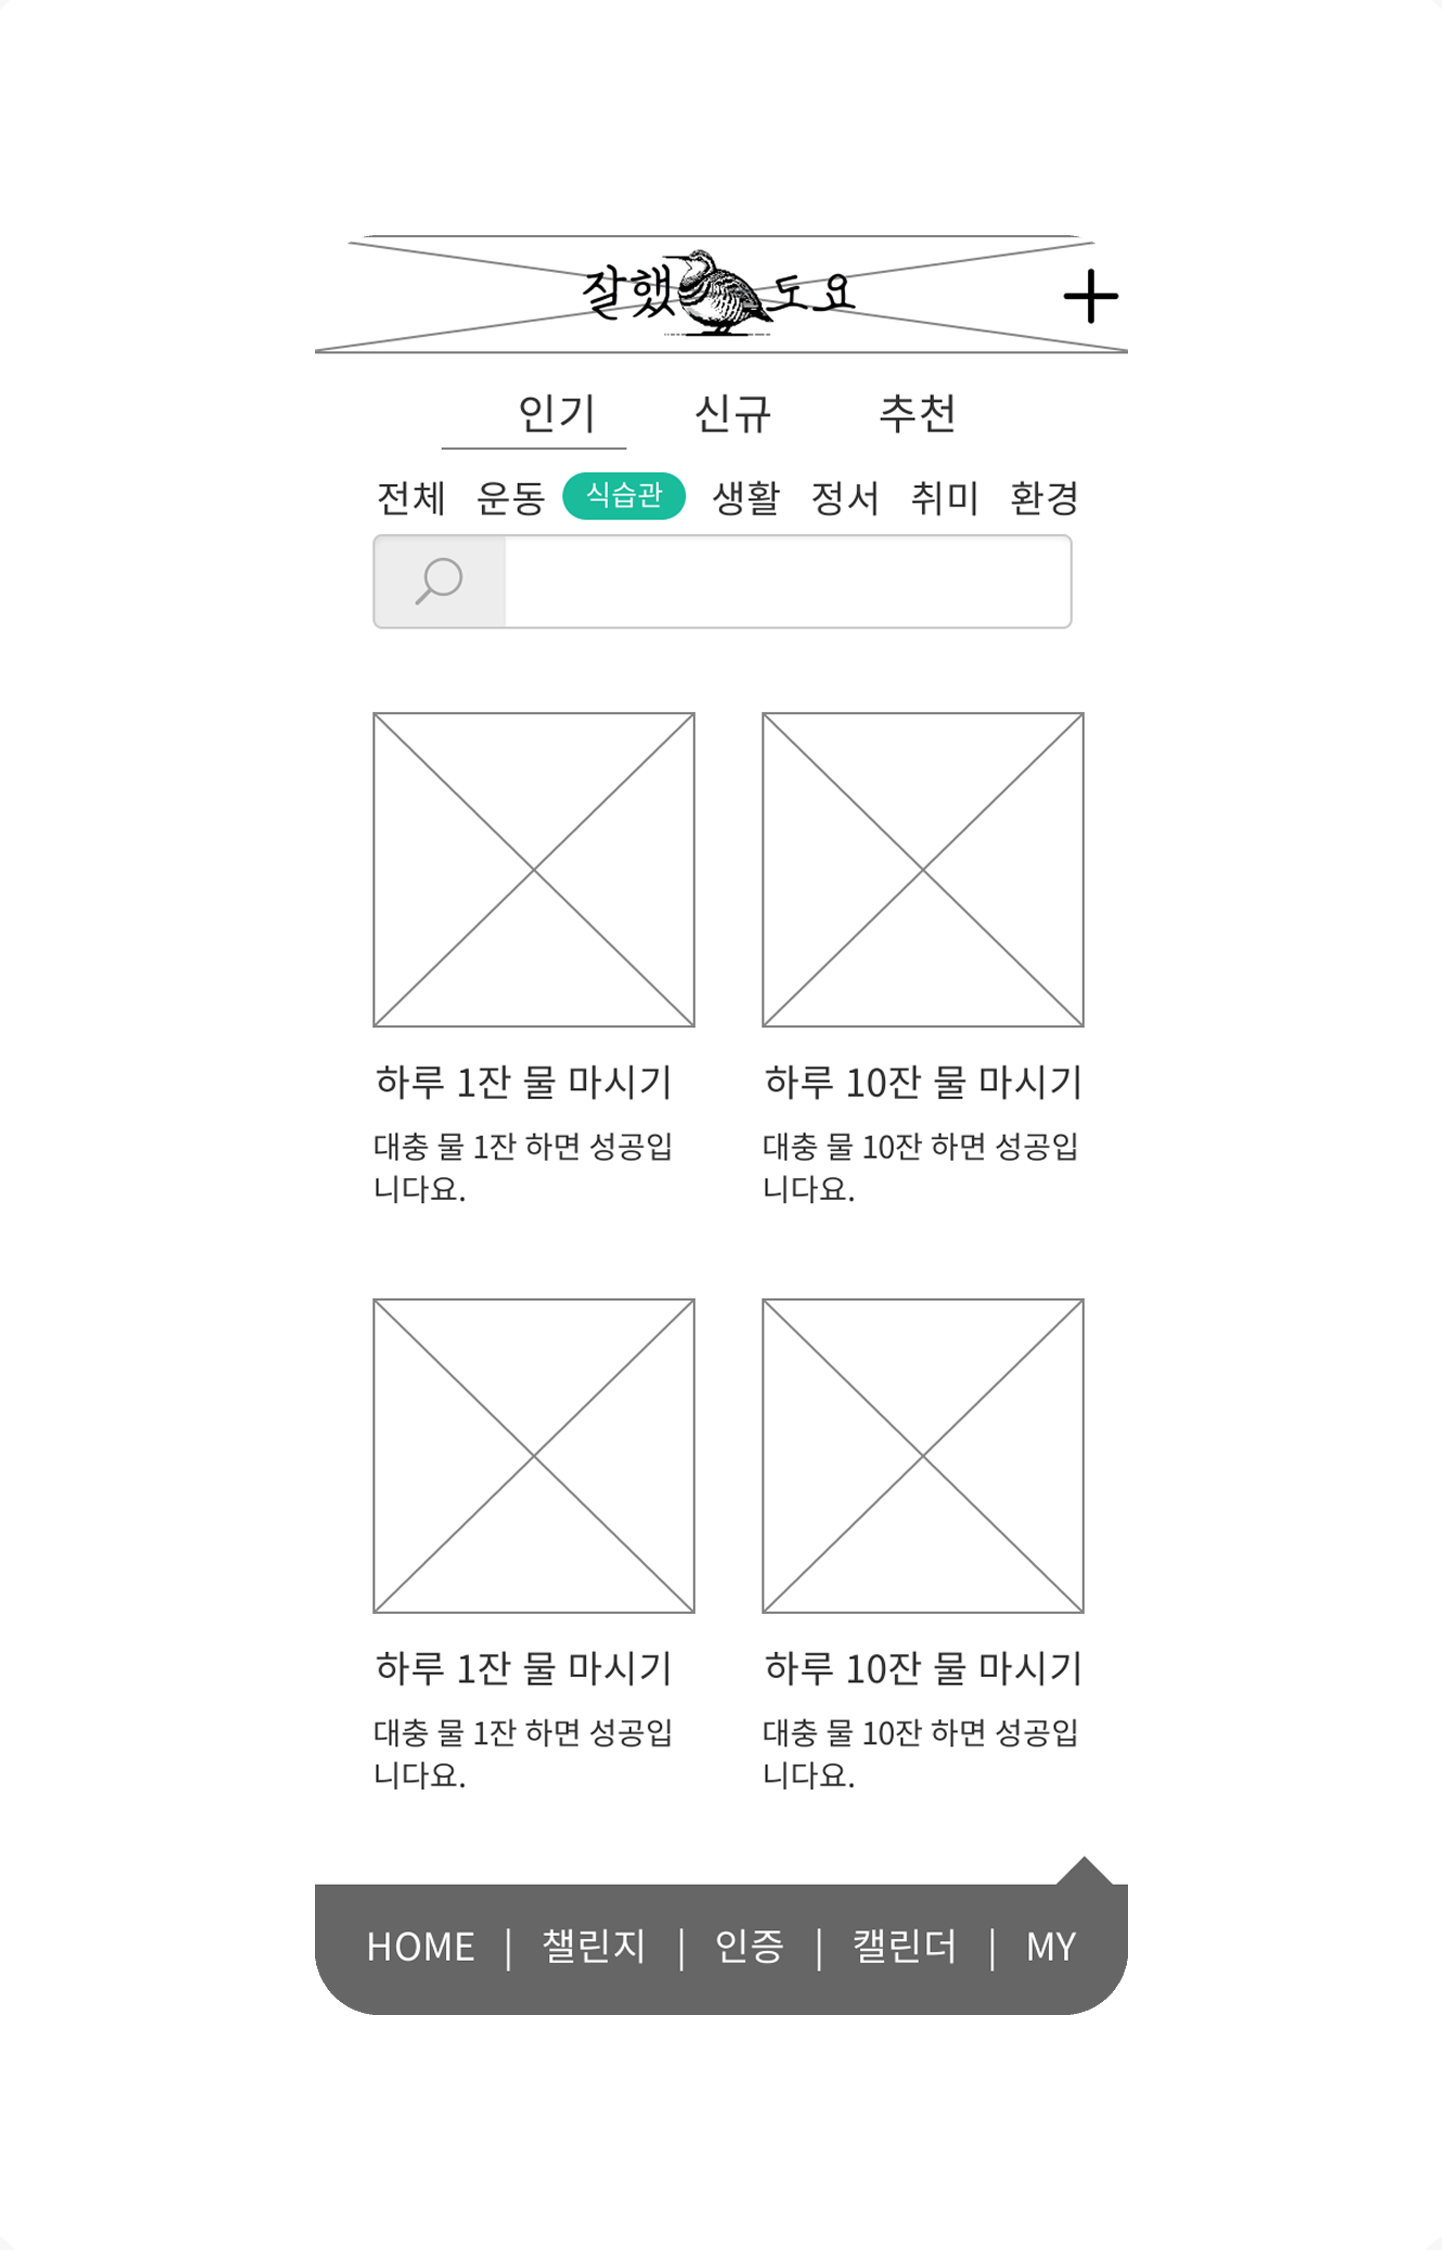 잘했도요
인기 신규 추천
전체 운동 식습관 생활 정서 취미 환경
하루 1잔 물 마시기
대충 물 1잔 하면 성공입
니다요.
하루 10잔 물 마시기
대충 물 10잔 하면 성공입
니다요.
하루 1잔 물 마시기
대충 물 1잔 하면 성공입
니다요.
하루 10잔 물 마시기
대충 물 10잔 하면 성공입
니다요.
HOME | 챌린지 | 인증 | 캘린더 | MY